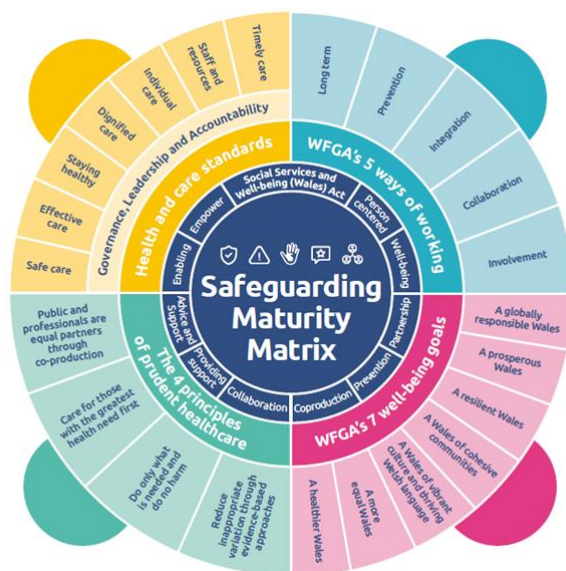 Safe care
Effective
care
Staying
healthy
Dignified
care
Individual
care
Staff and
resources
Timely care
Governance, Leadership and Accountability
Health and care standards
Long term
Prevention
Integration
Collaboration
Involvement
WFGA's 5 ways of working
Enabling
Empower
Social Services and
Well-being (Wales) Act
Person
centered
Well-being
Partnership
Prevention
Coproduction
Collaboration
Providing
support
Advice and
Support
Safeguarding
Maturity
Matrix
Public and
professionals are
equal partners
through
co-production
Care for those
with the greatest
health need first
Do only what
is needed and
do no harm
Reduce
inappropriate
variation through
evidence-based
approaches
The 4 principles
of prudent healthcare
A globally
responsible Wales
A prosperous
Wales
A resilient Wales
A Wales of cohesive
communities
A Wales of vibrant
culture and thriving
Welsh language
A more
equal Wales
A healthier Wales
WFGA's 7 well-being goals